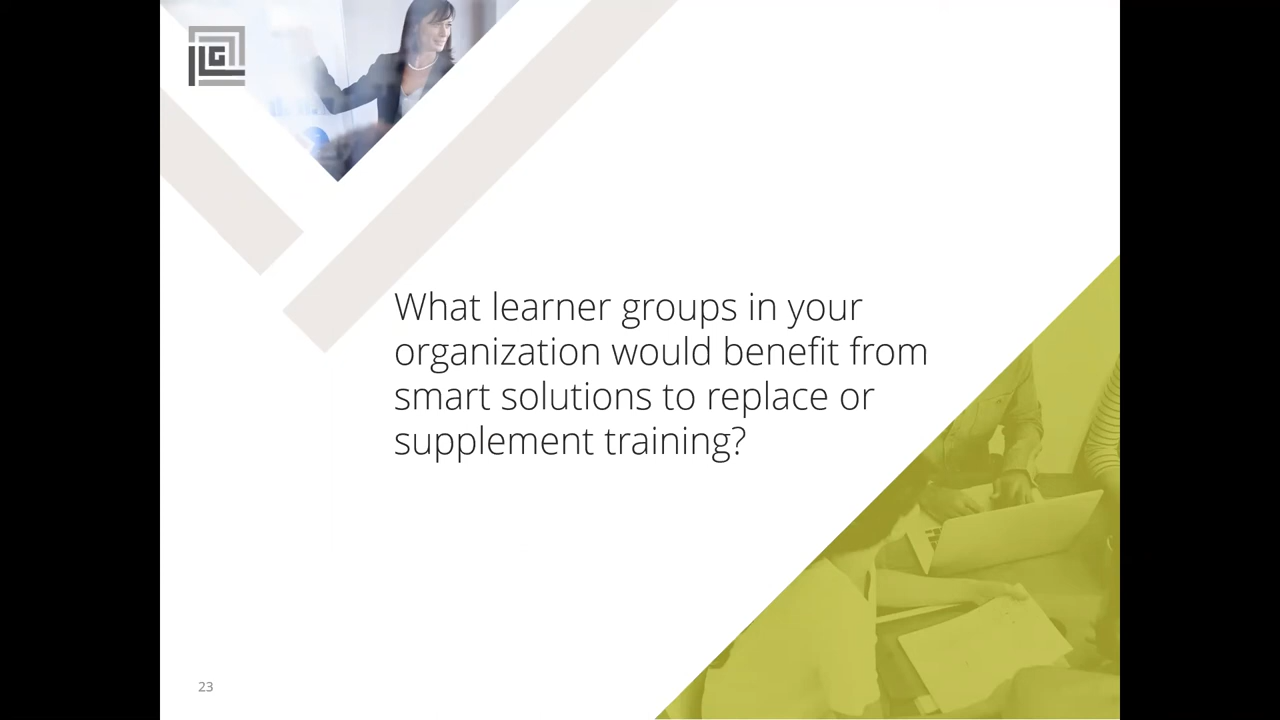 What learner groups in your
organization would benefit from
smart solutions to replace or
supplement training?
23